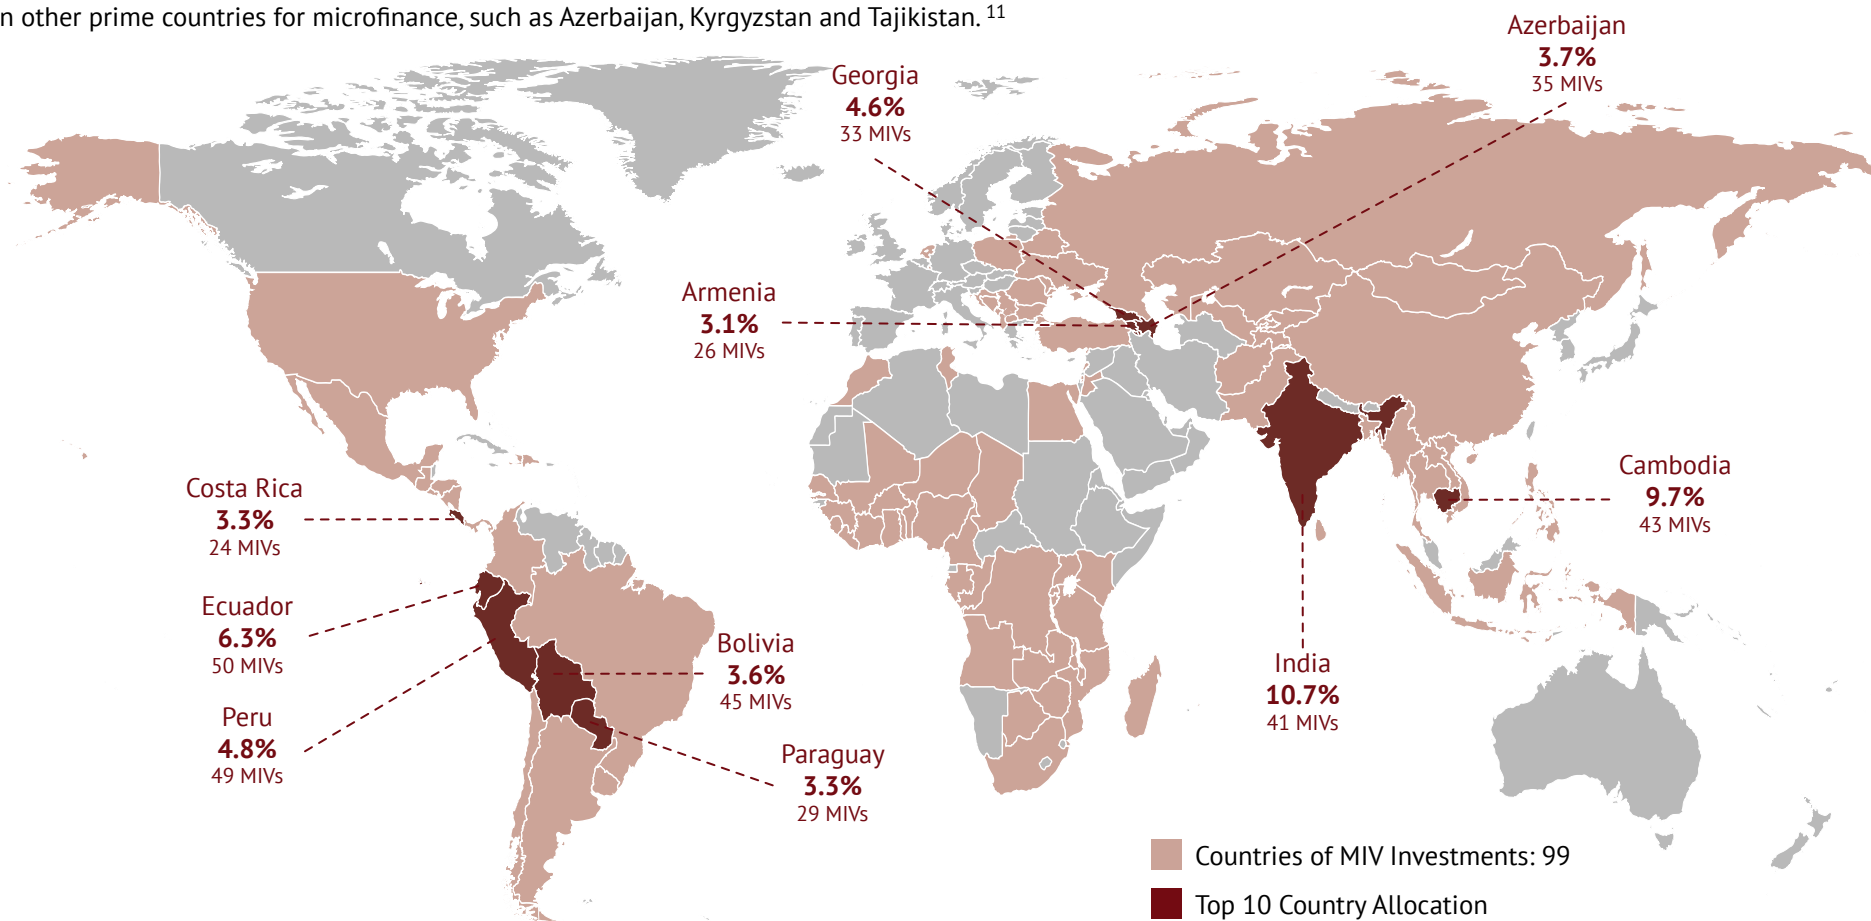 n other prime countries for microfinance, such as Azerbaijan, Kyrgyzstan and Tajikistan. 11
Azerbaijan
3.7%
35 MIVs
Georgia
4.6%
33 MIVs
Armenia
3.1%
26 MIVs
Costa Rica
3.3%
24 MIVs
Cambodia
9.7%
43 MIVs
Ecuador
6.3%
50 MIVs
Bolivia
3.6%
45 MIVs
India
10.7%
41 MIVs
Peru
4.8%
49 MIVs
Paraguay
3.3%
29 MIVs
Countries of MIV Investments: 99
Top 10 Country Allocation